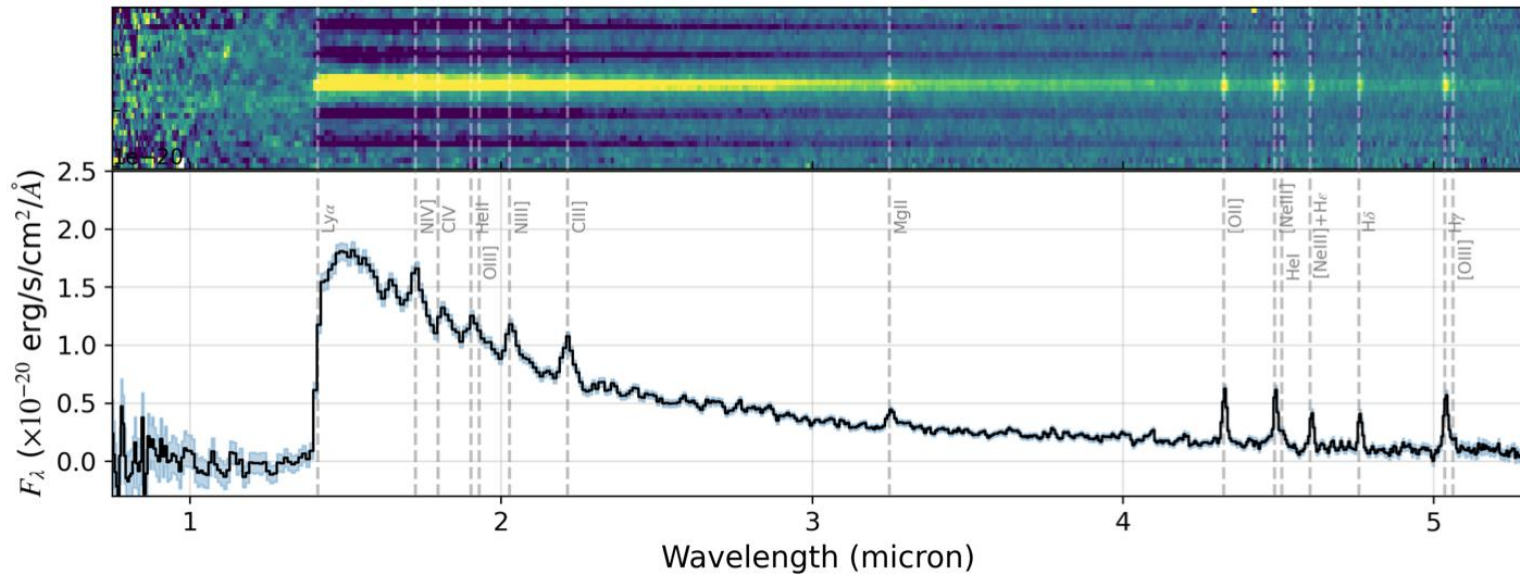 1e−20
2.5
2.0
1.5
1.0
0.5
0.0
Fλ (×10⁻²⁰ erg/s/cm²/Å)
Lyα
NIV]
CIV
HeII
OIII]
NIII]
CIII]
MgII
[OII]
[NeIII]
HeI
[NeIII]+Hε
Hδ
Hγ
[OIII]
1 2 3 4 5
Wavelength (micron)